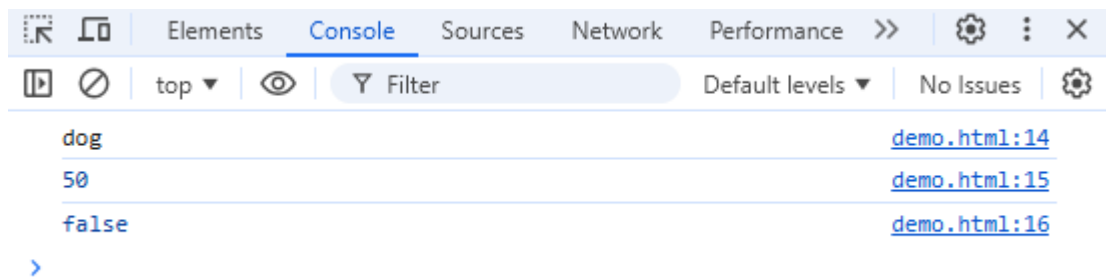 Elements Console Sources Network Performance
top Filter Default levels No Issues
dog demo.html:14
50 demo.html:15
false demo.html:16